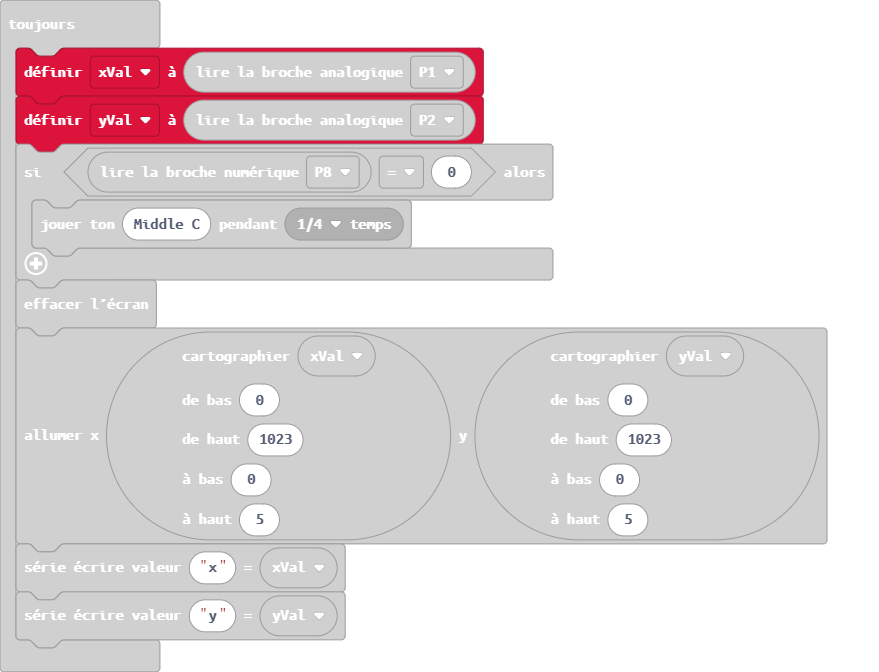 toujours
définir xVal à lire la broche analogique P1
définir yVal à lire la broche analogique P2
si lire la broche numérique P8 = 0 alors
jouer ton Middle C pendant 1/4 temps
effacer l'écran
allumer x cartographier xVal de bas 0 de haut 1023 à bas 0 à haut 5 y cartographier yVal de bas 0 de haut 1023 à bas 0 à haut 5
série écrire valeur "x" = xVal
série écrire valeur "y" = yVal